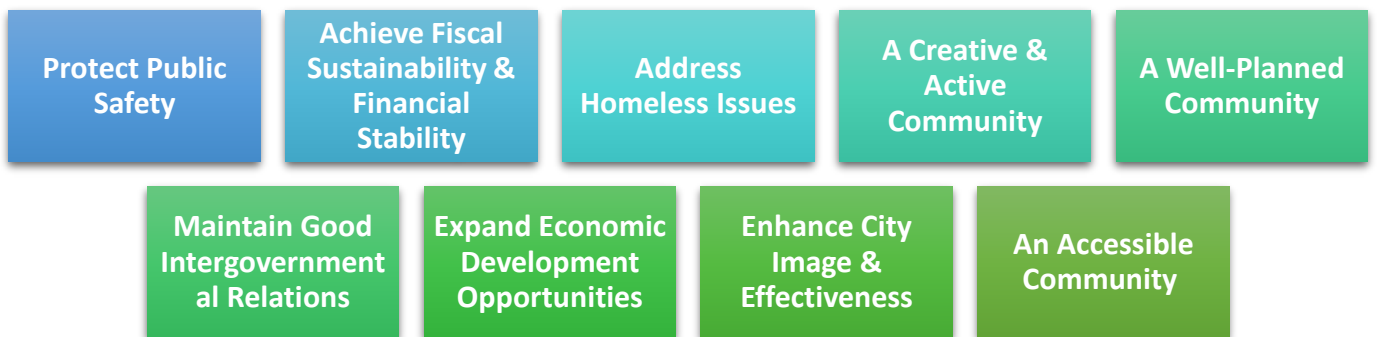 Protect Public
Safety
Achieve Fiscal
Sustainability &
Financial
Stability
Address
Homeless Issues
A Creative &
Active
Community
A Well-Planned
Community
Maintain Good
Intergovernment
al Relations
Expand Economic
Development
Opportunities
Enhance City
Image &
Effectiveness
An Accessible
Community